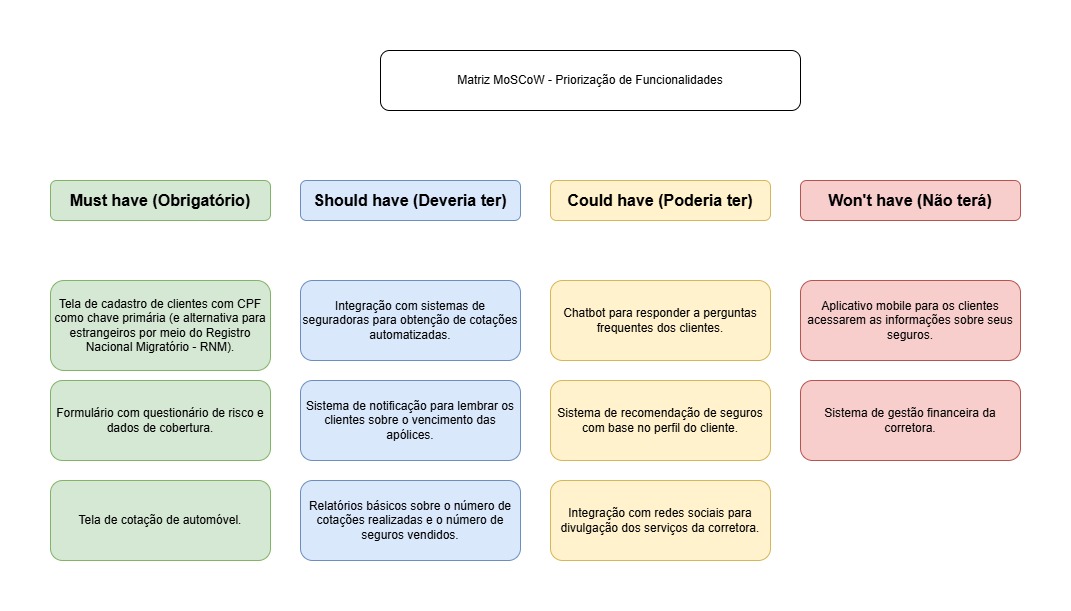 Matriz MoSCoW - Priorização de Funcionalidades
Must have (Obrigatório)
Should have (Deveria ter)
Could have (Poderia ter)
Won't have (Não terá)
Tela de cadastro de clientes com CPF
como chave primária (e alternativa para
estrangeiros por meio do Registro
Nacional Migratório - RNM).
Integração com sistemas de
seguradoras para obtenção de cotações
automatizadas.
Chatbot para responder a perguntas
frequentes dos clientes.
Aplicativo mobile para os clientes
acessarem as informações sobre seus
seguros.
Formulário com questionário de risco e
dados de cobertura.
Sistema de notificação para lembrar os
clientes sobre o vencimento das
apólices.
Sistema de recomendação de seguros
com base no perfil do cliente.
Sistema de gestão financeira da
corretora.
Tela de cotação de automóvel.
Relatórios básicos sobre o número de
cotações realizadas e o número de
seguros vendidos.
Integração com redes sociais para
divulgação dos serviços da corretora.